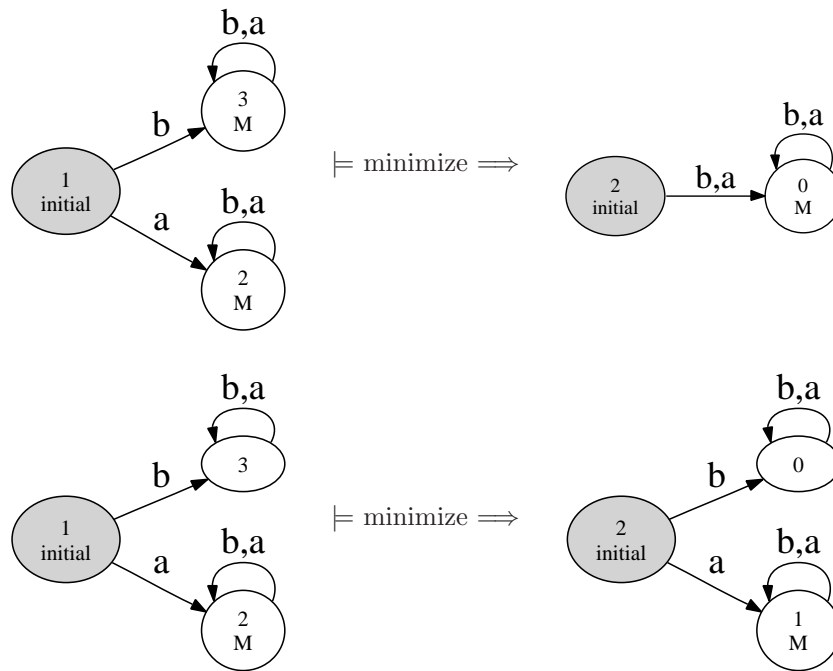 b,a
3
M
b
1
initial
a
b,a
2
M
⊨ minimize ⟹
b,a
2
initial
b,a
0
M
b,a
3
b
1
initial
a
b,a
2
M
⊨ minimize ⟹
b,a
0
b
2
initial
a
b,a
1
M